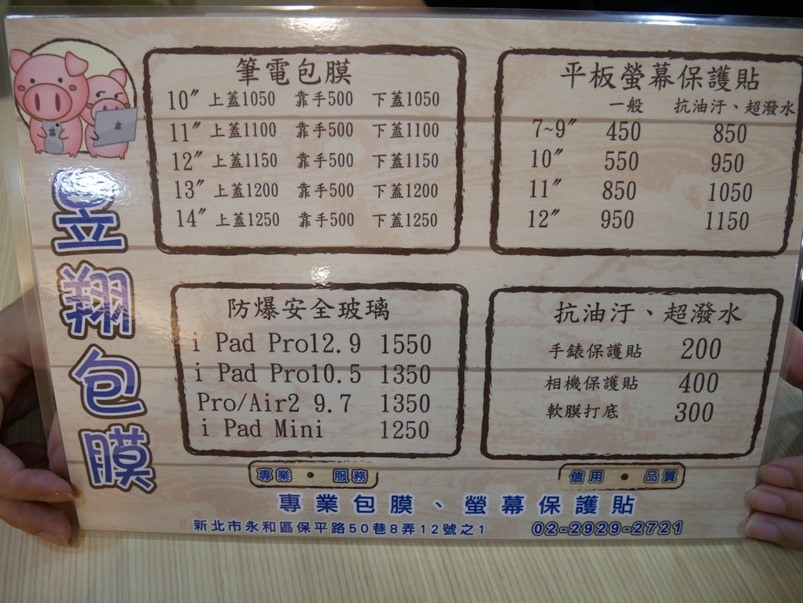 昱翔包膜
筆電包膜
10" 上蓋1050 靠手500 下蓋1050
11" 上蓋1100 靠手500 下蓋1100
12" 上蓋1150 靠手500 下蓋1150
13" 上蓋1200 靠手500 下蓋1200
14" 上蓋1250 靠手500 下蓋1250
平板螢幕保護貼
一般 抗油汙、超潑水
7~9" 450 850
10" 550 950
11" 850 1050
12" 950 1150
防爆安全玻璃
i Pad Pro12.9 1550
i Pad Pro10.5 1350
Pro/Air2 9.7 1350
i Pad Mini 1250
抗油汙、超潑水
手錶保護貼 200
相機保護貼 400
軟膜打底 300
專業・服務
信用・品質
專業包膜、螢幕保護貼
新北市永和區保平路50巷8弄12號之1 02-2929-2721